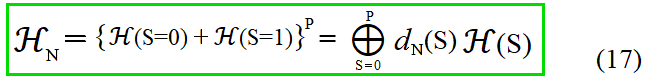 ℋ_N = {ℋ(S=0) + ℋ(S=1)}^P = ⊕_{S=0}^{P} d_N(S) ℋ(S) (17)